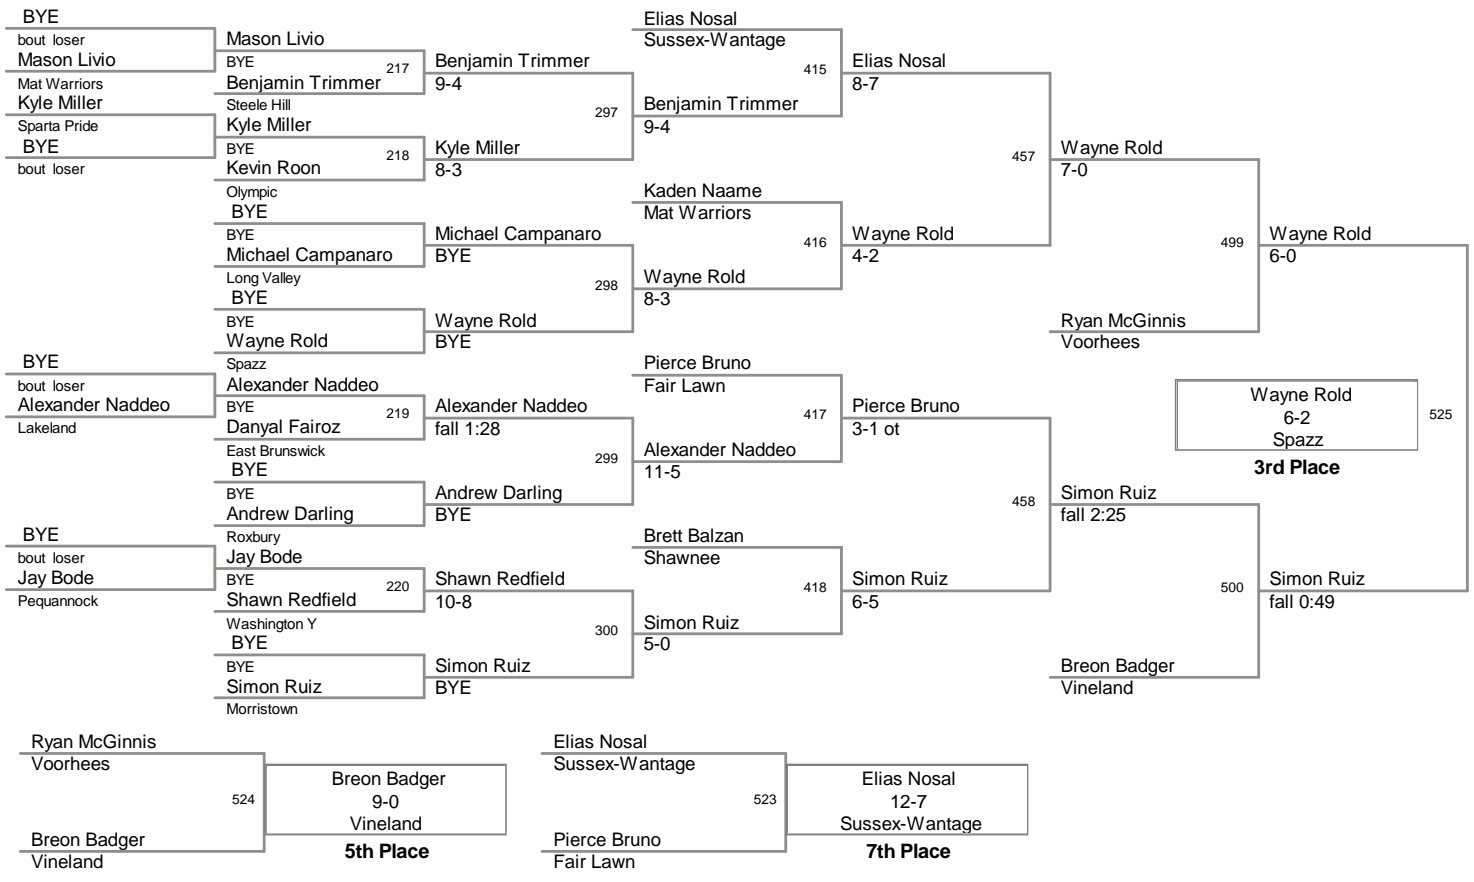 BYE
bout loser
Mason Livio
Mat Warriors
Kyle Miller
Sparta Pride
BYE
bout loser
BYE
bout loser
Alexander Naddeo
Lakeland
BYE
bout loser
Jay Bode
Pequannock
Mason Livio
BYE
217
Benjamin Trimmer
Steele Hill
Kyle Miller
BYE
218
Kevin Roon
Olympic
BYE
BYE
Michael Campanaro
Long Valley
BYE
BYE
Wayne Rold
Spazz
Alexander Naddeo
BYE
219
Danyal Fairoz
East Brunswick
BYE
BYE
Andrew Darling
Roxbury
Jay Bode
BYE
220
Shawn Redfield
Washington Y
BYE
BYE
Simon Ruiz
Morristown
Benjamin Trimmer
9-4
297
Kyle Miller
8-3
Michael Campanaro
BYE
298
Wayne Rold
BYE
Alexander Naddeo
fall 1:28
299
Andrew Darling
BYE
Shawn Redfield
10-8
300
Simon Ruiz
BYE
Elias Nosal
Sussex-Wantage
415
Benjamin Trimmer
9-4
Kaden Naame
Mat Warriors
416
Wayne Rold
8-3
Pierce Bruno
Fair Lawn
417
Alexander Naddeo
11-5
Brett Balzan
Shawnee
418
Simon Ruiz
5-0
Elias Nosal
8-7
457
Wayne Rold
4-2
Pierce Bruno
3-1 ot
458
Simon Ruiz
6-5
Wayne Rold
7-0
499
Ryan McGinnis
Voorhees
Simon Ruiz
fall 2:25
500
Breon Badger
Vineland
Wayne Rold
6-0
Wayne Rold
6-2
Spazz
525
3rd Place
Simon Ruiz
fall 0:49
Ryan McGinnis
Voorhees
524
Breon Badger
Vineland
Breon Badger
9-0
Vineland
5th Place
Elias Nosal
Sussex-Wantage
523
Pierce Bruno
Fair Lawn
Elias Nosal
12-7
Sussex-Wantage
7th Place